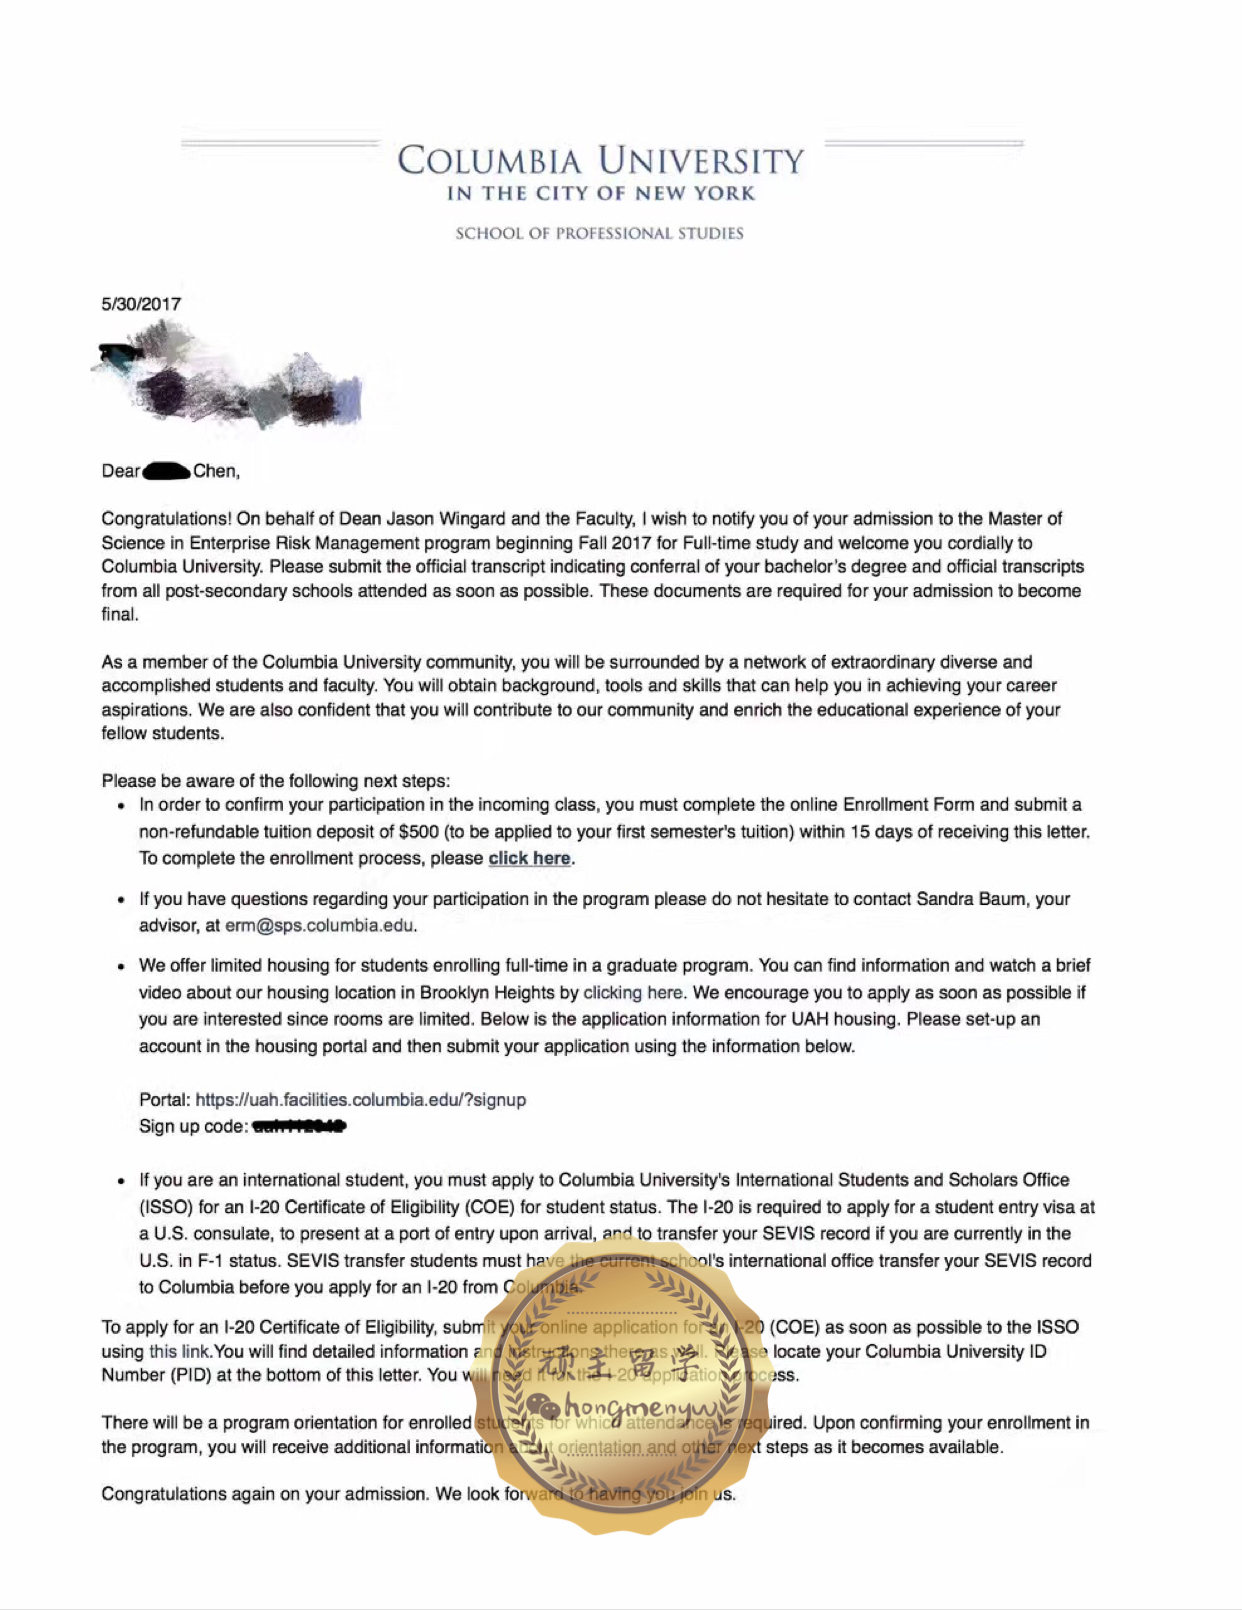 COLUMBIA UNIVERSITY
IN THE CITY OF NEW YORK
SCHOOL OF PROFESSIONAL STUDIES
5/30/2017
Dear Chen,
Congratulations! On behalf of Dean Jason Wingard and the Faculty, I wish to notify you of your admission to the Master of
Science in Enterprise Risk Management program beginning Fall 2017 for Full-time study and welcome you cordially to
Columbia University. Please submit the official transcript indicating conferral of your bachelor's degree and official transcripts
from all post-secondary schools attended as soon as possible. These documents are required for your admission to become
final.
As a member of the Columbia University community, you will be surrounded by a network of extraordinary diverse and
accomplished students and faculty. You will obtain background, tools and skills that can help you in achieving your career
aspirations. We are also confident that you will contribute to our community and enrich the educational experience of your
fellow students.
Please be aware of the following next steps:
• In order to confirm your participation in the incoming class, you must complete the online Enrollment Form and submit a
non-refundable tuition deposit of $500 (to be applied to your first semester's tuition) within 15 days of receiving this letter.
To complete the enrollment process, please click here.
• If you have questions regarding your participation in the program please do not hesitate to contact Sandra Baum, your
advisor, at erm@sps.columbia.edu.
• We offer limited housing for students enrolling full-time in a graduate program. You can find information and watch a brief
video about our housing location in Brooklyn Heights by clicking here. We encourage you to apply as soon as possible if
you are interested since rooms are limited. Below is the application information for UAH housing. Please set-up an
account in the housing portal and then submit your application using the information below.
Portal: https://uah.facilities.columbia.edu/?signup
Sign up code:
• If you are an international student, you must apply to Columbia University's International Students and Scholars Office
(ISSO) for an I-20 Certificate of Eligibility (COE) for student status. The I-20 is required to apply for a student entry visa at
a U.S. consulate, to present at a port of entry upon arrival, and to transfer your SEVIS record if you are currently in the
U.S. in F-1 status. SEVIS transfer students must have the current school's international office transfer your SEVIS record
to Columbia before you apply for an I-20 from Columbia.
To apply for an I-20 Certificate of Eligibility, submit your online application for an I-20 (COE) as soon as possible to the ISSO
using this link.You will find detailed information and instructions there as well. Please locate your Columbia University ID
Number (PID) at the bottom of this letter. You will need it for the I-20 application process.
顽主留学
hongmenyw
There will be a program orientation for enrolled students for which attendance is required. Upon confirming your enrollment in
the program, you will receive additional information about orientation and other next steps as it becomes available.
Congratulations again on your admission. We look forward to having you join us.